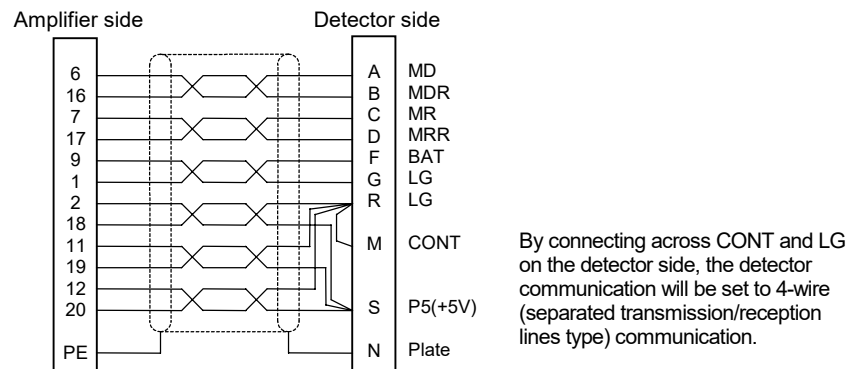 Amplifier side
Detector side
6 A MD
16 B MDR
7 C MR
17 D MRR
9 F BAT
1 G LG
2 R LG
18
11 M CONT
19
12
20 S P5(+5V)
PE N Plate
By connecting across CONT and LG
on the detector side, the detector
communication will be set to 4-wire
(separated transmission/reception
lines type) communication.